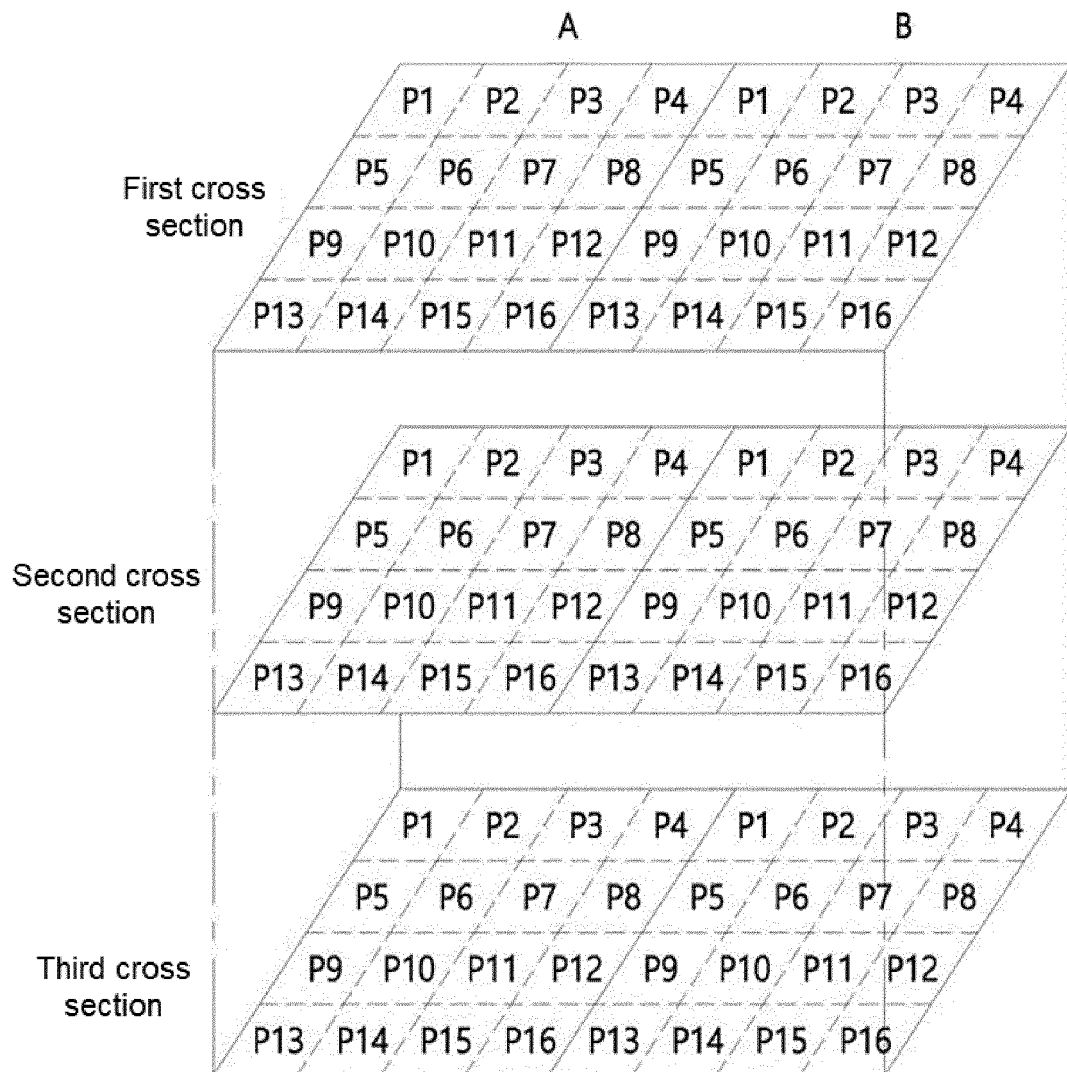 A B
P1 P2 P3 P4 P1 P2 P3 P4
P5 P6 P7 P8 P5 P6 P7 P8
First cross
section
P9 P10 P11 P12 P9 P10 P11 P12
P13 P14 P15 P16 P13 P14 P15 P16
P1 P2 P3 P4 P1 P2 P3 P4
P5 P6 P7 P8 P5 P6 P7 P8
Second cross
section
P9 P10 P11 P12 P9 P10 P11 P12
P13 P14 P15 P16 P13 P14 P15 P16
P1 P2 P3 P4 P1 P2 P3 P4
P5 P6 P7 P8 P5 P6 P7 P8
Third cross
section
P9 P10 P11 P12 P9 P10 P11 P12
P13 P14 P15 P16 P13 P14 P15 P16